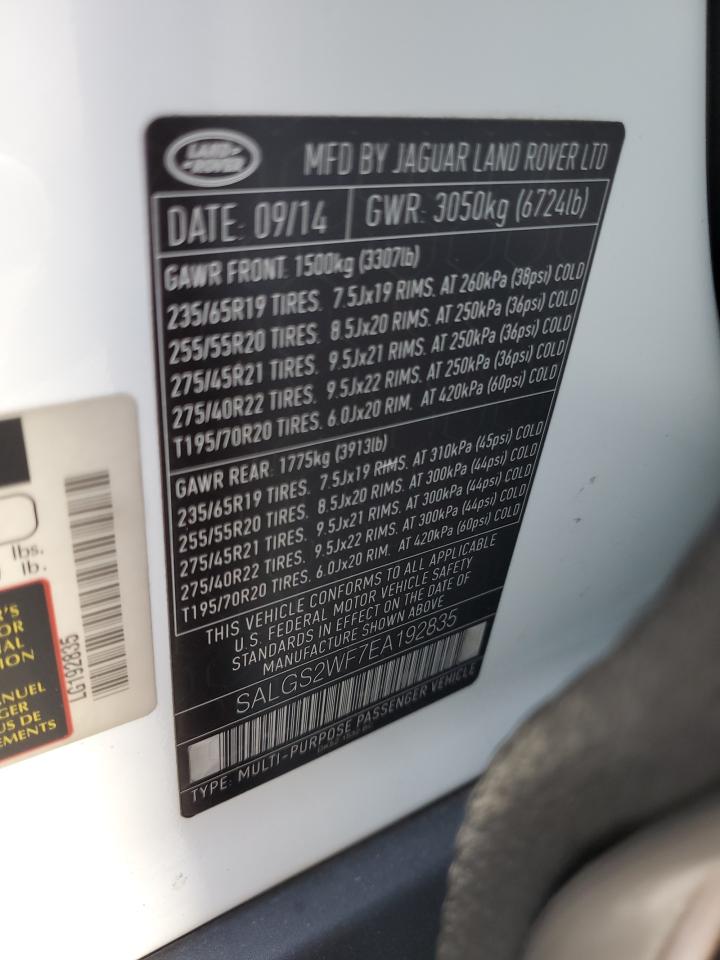 LAND-
-ROVER
MFD BY JAGUAR LAND ROVER LTD
DATE: 09/14
GWR: 3050kg (6724lb)
GAWR FRONT: 1500kg (3307lb)
235/65R19 TIRES. 7.5Jx19 RIMS. AT 260kPa (38psi) COLD
255/55R20 TIRES. 8.5Jx20 RIMS. AT 250kPa (36psi) COLD
275/45R21 TIRES. 9.5Jx21 RIMS. AT 250kPa (36psi) COLD
275/40R22 TIRES. 9.5Jx22 RIMS. AT 250kPa (36psi) COLD
T195/70R20 TIRES. 6.0Jx20 RIM. AT 420kPa (60psi) COLD
GAWR REAR: 1775kg (3913lb)
235/65R19 TIRES. 7.5Jx19 RIMS. AT 310kPa (45psi) COLD
255/55R20 TIRES. 8.5Jx20 RIMS. AT 300kPa (44psi) COLD
275/45R21 TIRES. 9.5Jx21 RIMS. AT 300kPa (44psi) COLD
275/40R22 TIRES. 9.5Jx22 RIMS. AT 300kPa (44psi) COLD
T195/70R20 TIRES. 6.0Jx20 RIM. AT 420kPa (60psi) COLD
THIS VEHICLE CONFORMS TO ALL APPLICABLE
U.S. FEDERAL MOTOR VEHICLE SAFETY
STANDARDS IN EFFECT ON THE DATE OF
MANUFACTURE SHOWN ABOVE
SALGS2WF7EA192835
TYPE: MULTI-PURPOSE PASSENGER VEHICLE
lbs.
lb.
LG192835